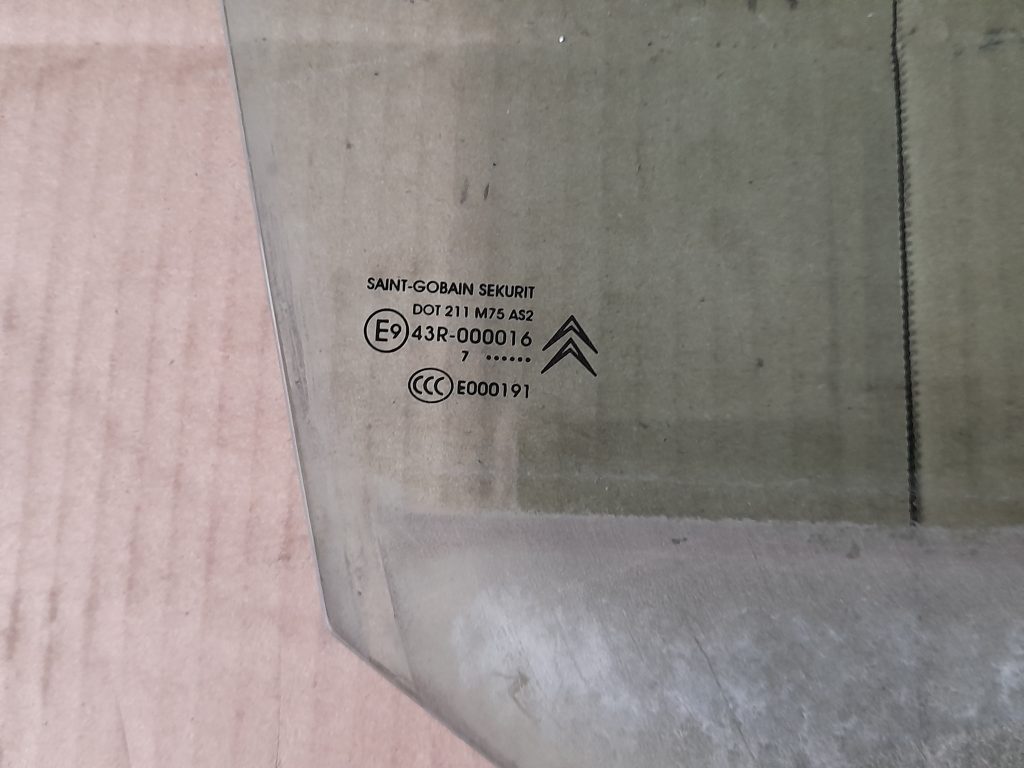 SAINT-GOBAIN SEKURIT
DOT 211 M75 AS2
E9 43R-000016
7 ••••••
CCC E000191